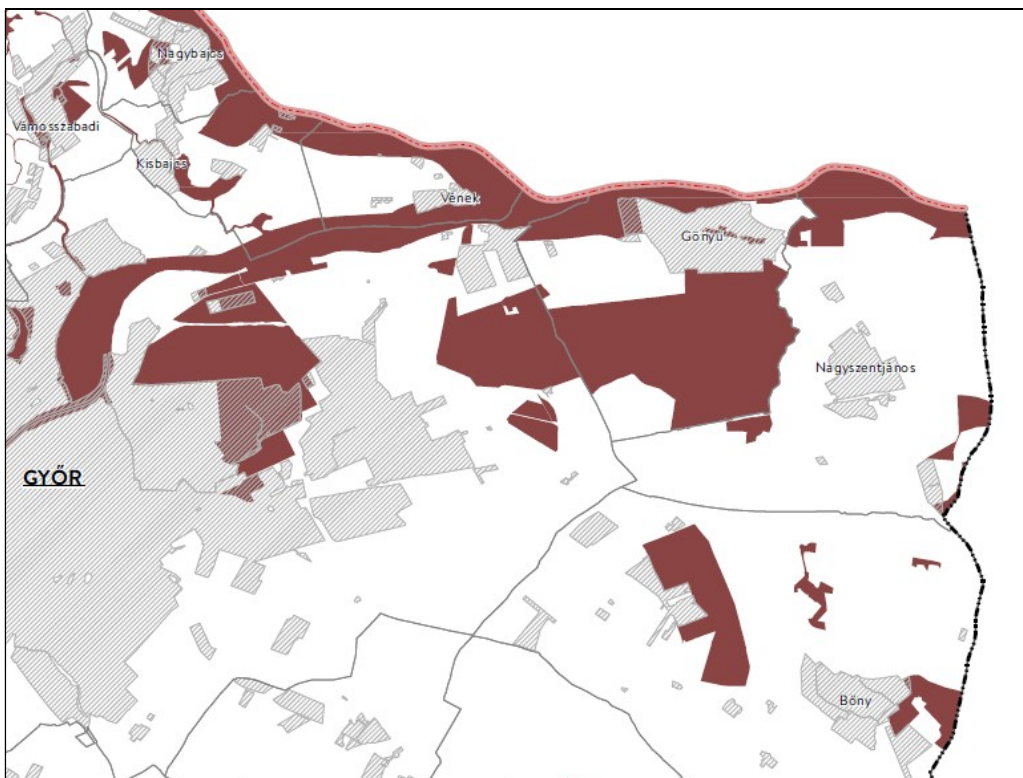 Nagybajcs
Vámosszabadi
Kisbajcs
Vének
Gönyű
Nagyszentjános
GYŐR
Bőny